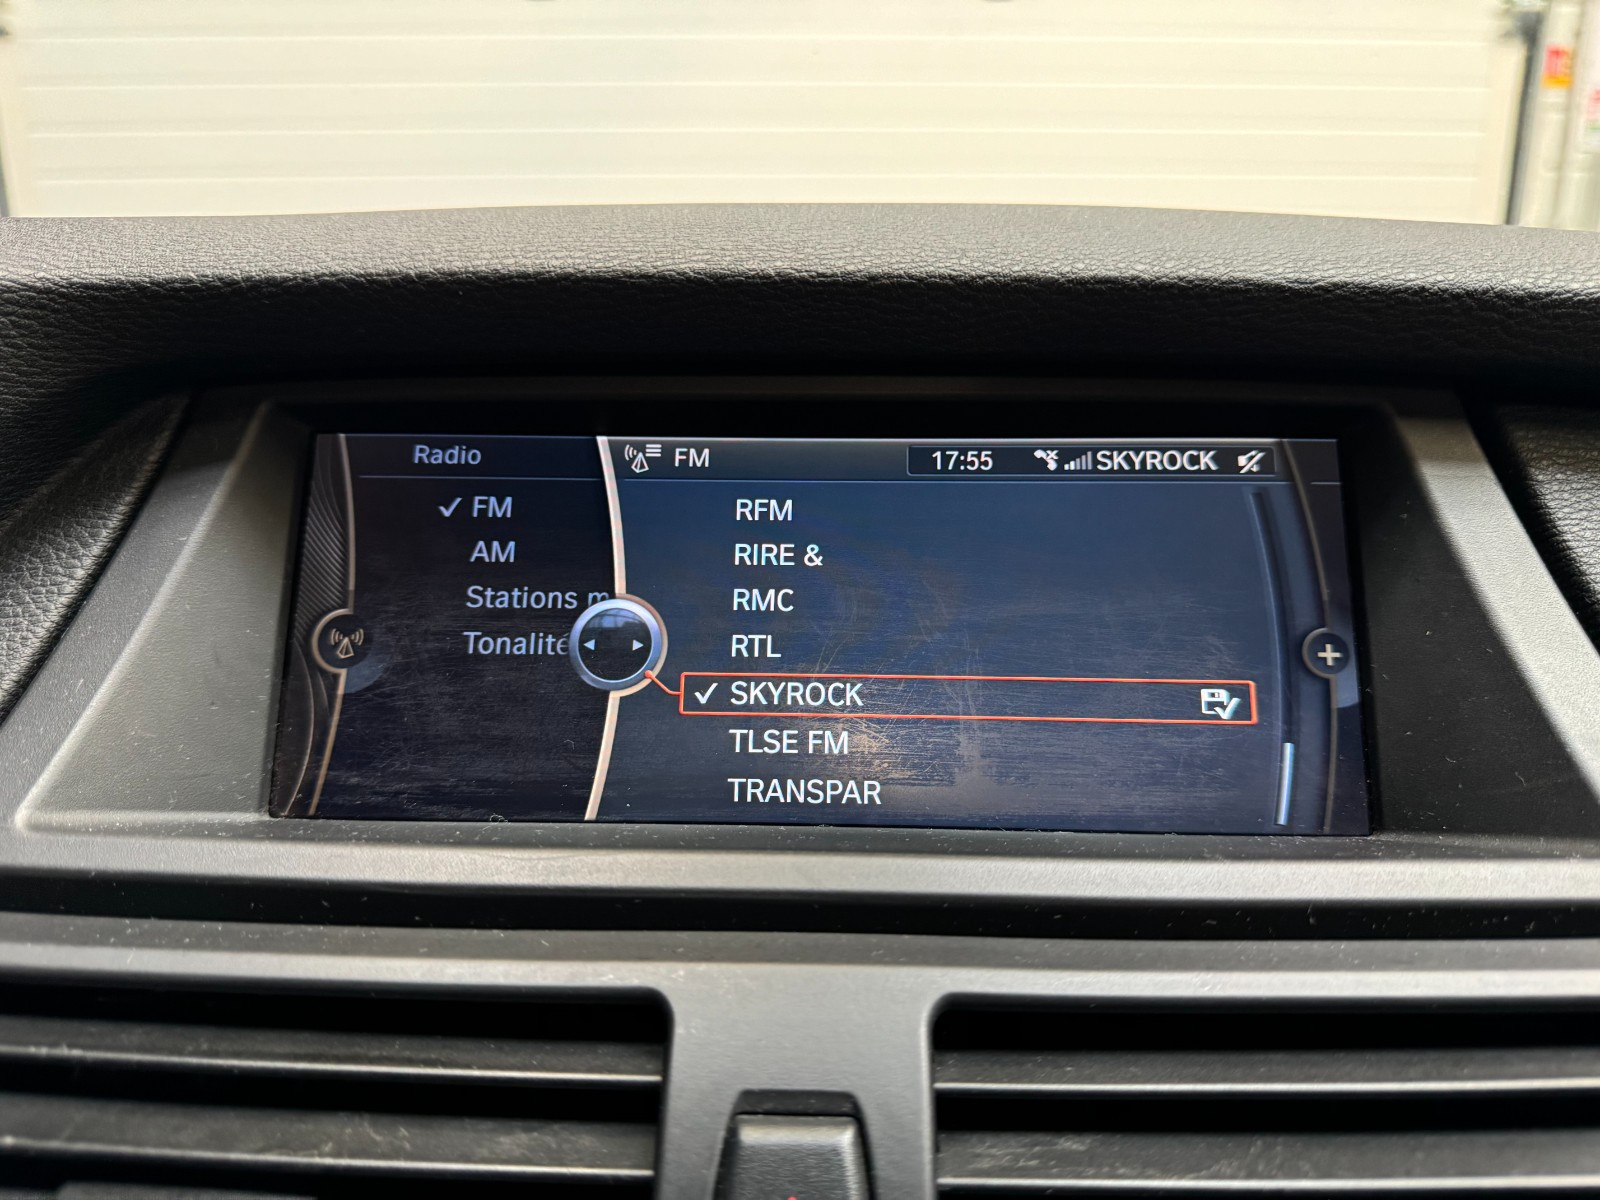 Radio
FM
17:55
SKYROCK
FM
AM
Stations m
Tonalité
RFM
RIRE &
RMC
RTL
SKYROCK
TLSE FM
TRANSPAR